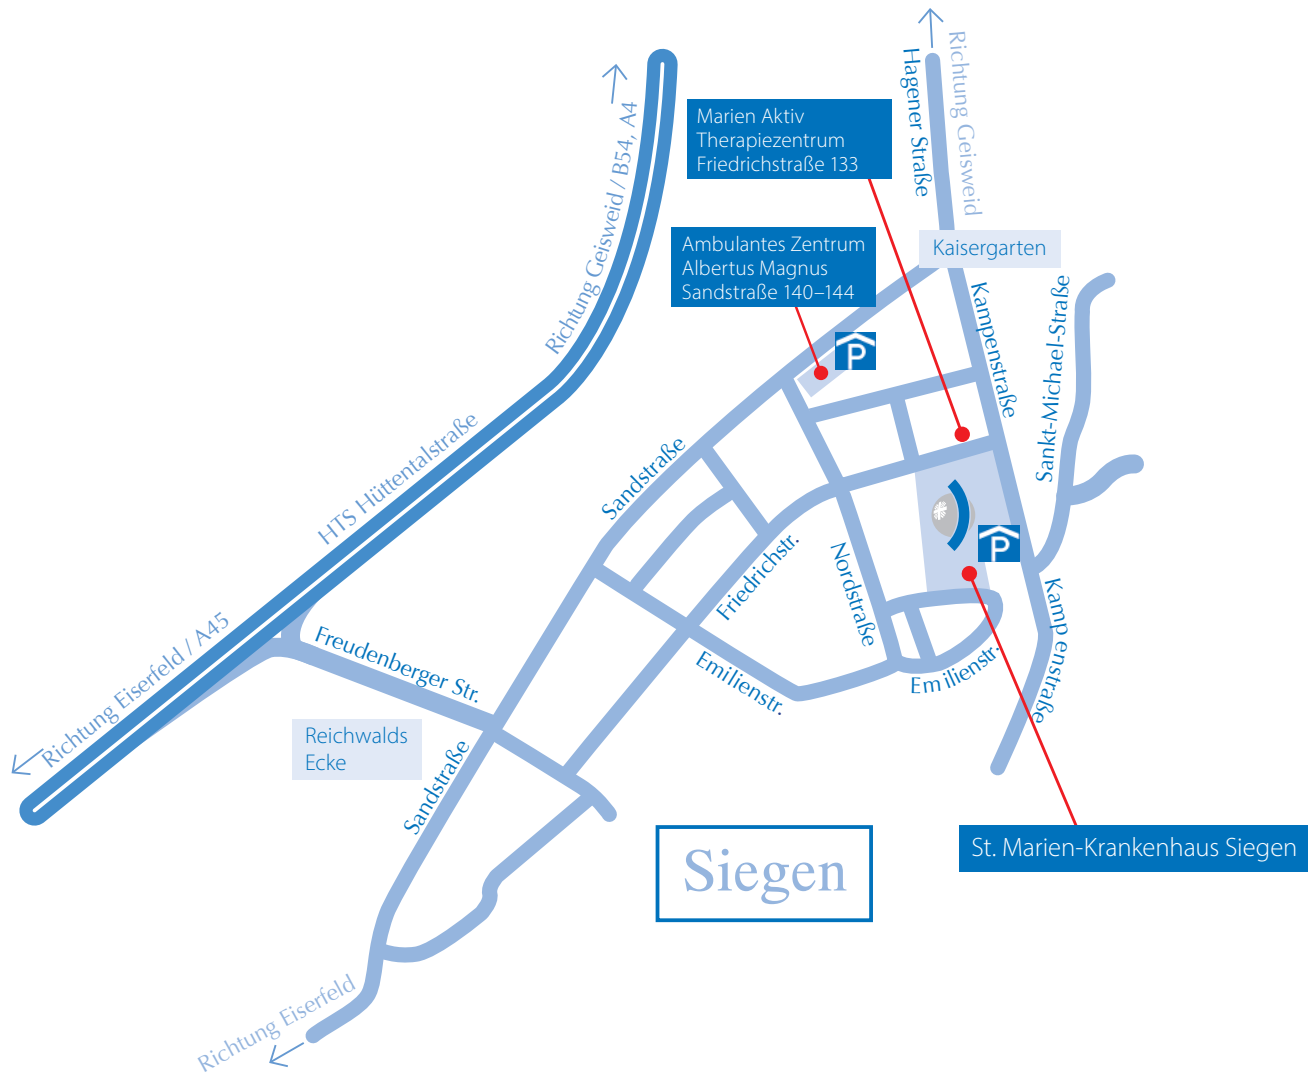 Richtung Geisweid
Hagener Straße
Marien Aktiv
Therapiezentrum
Friedrichstraße 133
Richtung Geisweid / B54, A4
Ambulantes Zentrum
Albertus Magnus
Sandstraße 140–144
Kaisergarten
Kampenstraße
Sankt-Michael-Straße
P
HTS Hüttentalstraße
Sandstraße
P
Friedrichstr.
Nordstraße
Kampenstraße
Richtung Eiserfeld / A45
Freudenberger Str.
Emilienstr.
Emilienstr.
Reichwalds
Ecke
Sandstraße
Siegen
St. Marien-Krankenhaus Siegen
Richtung Eiserfeld